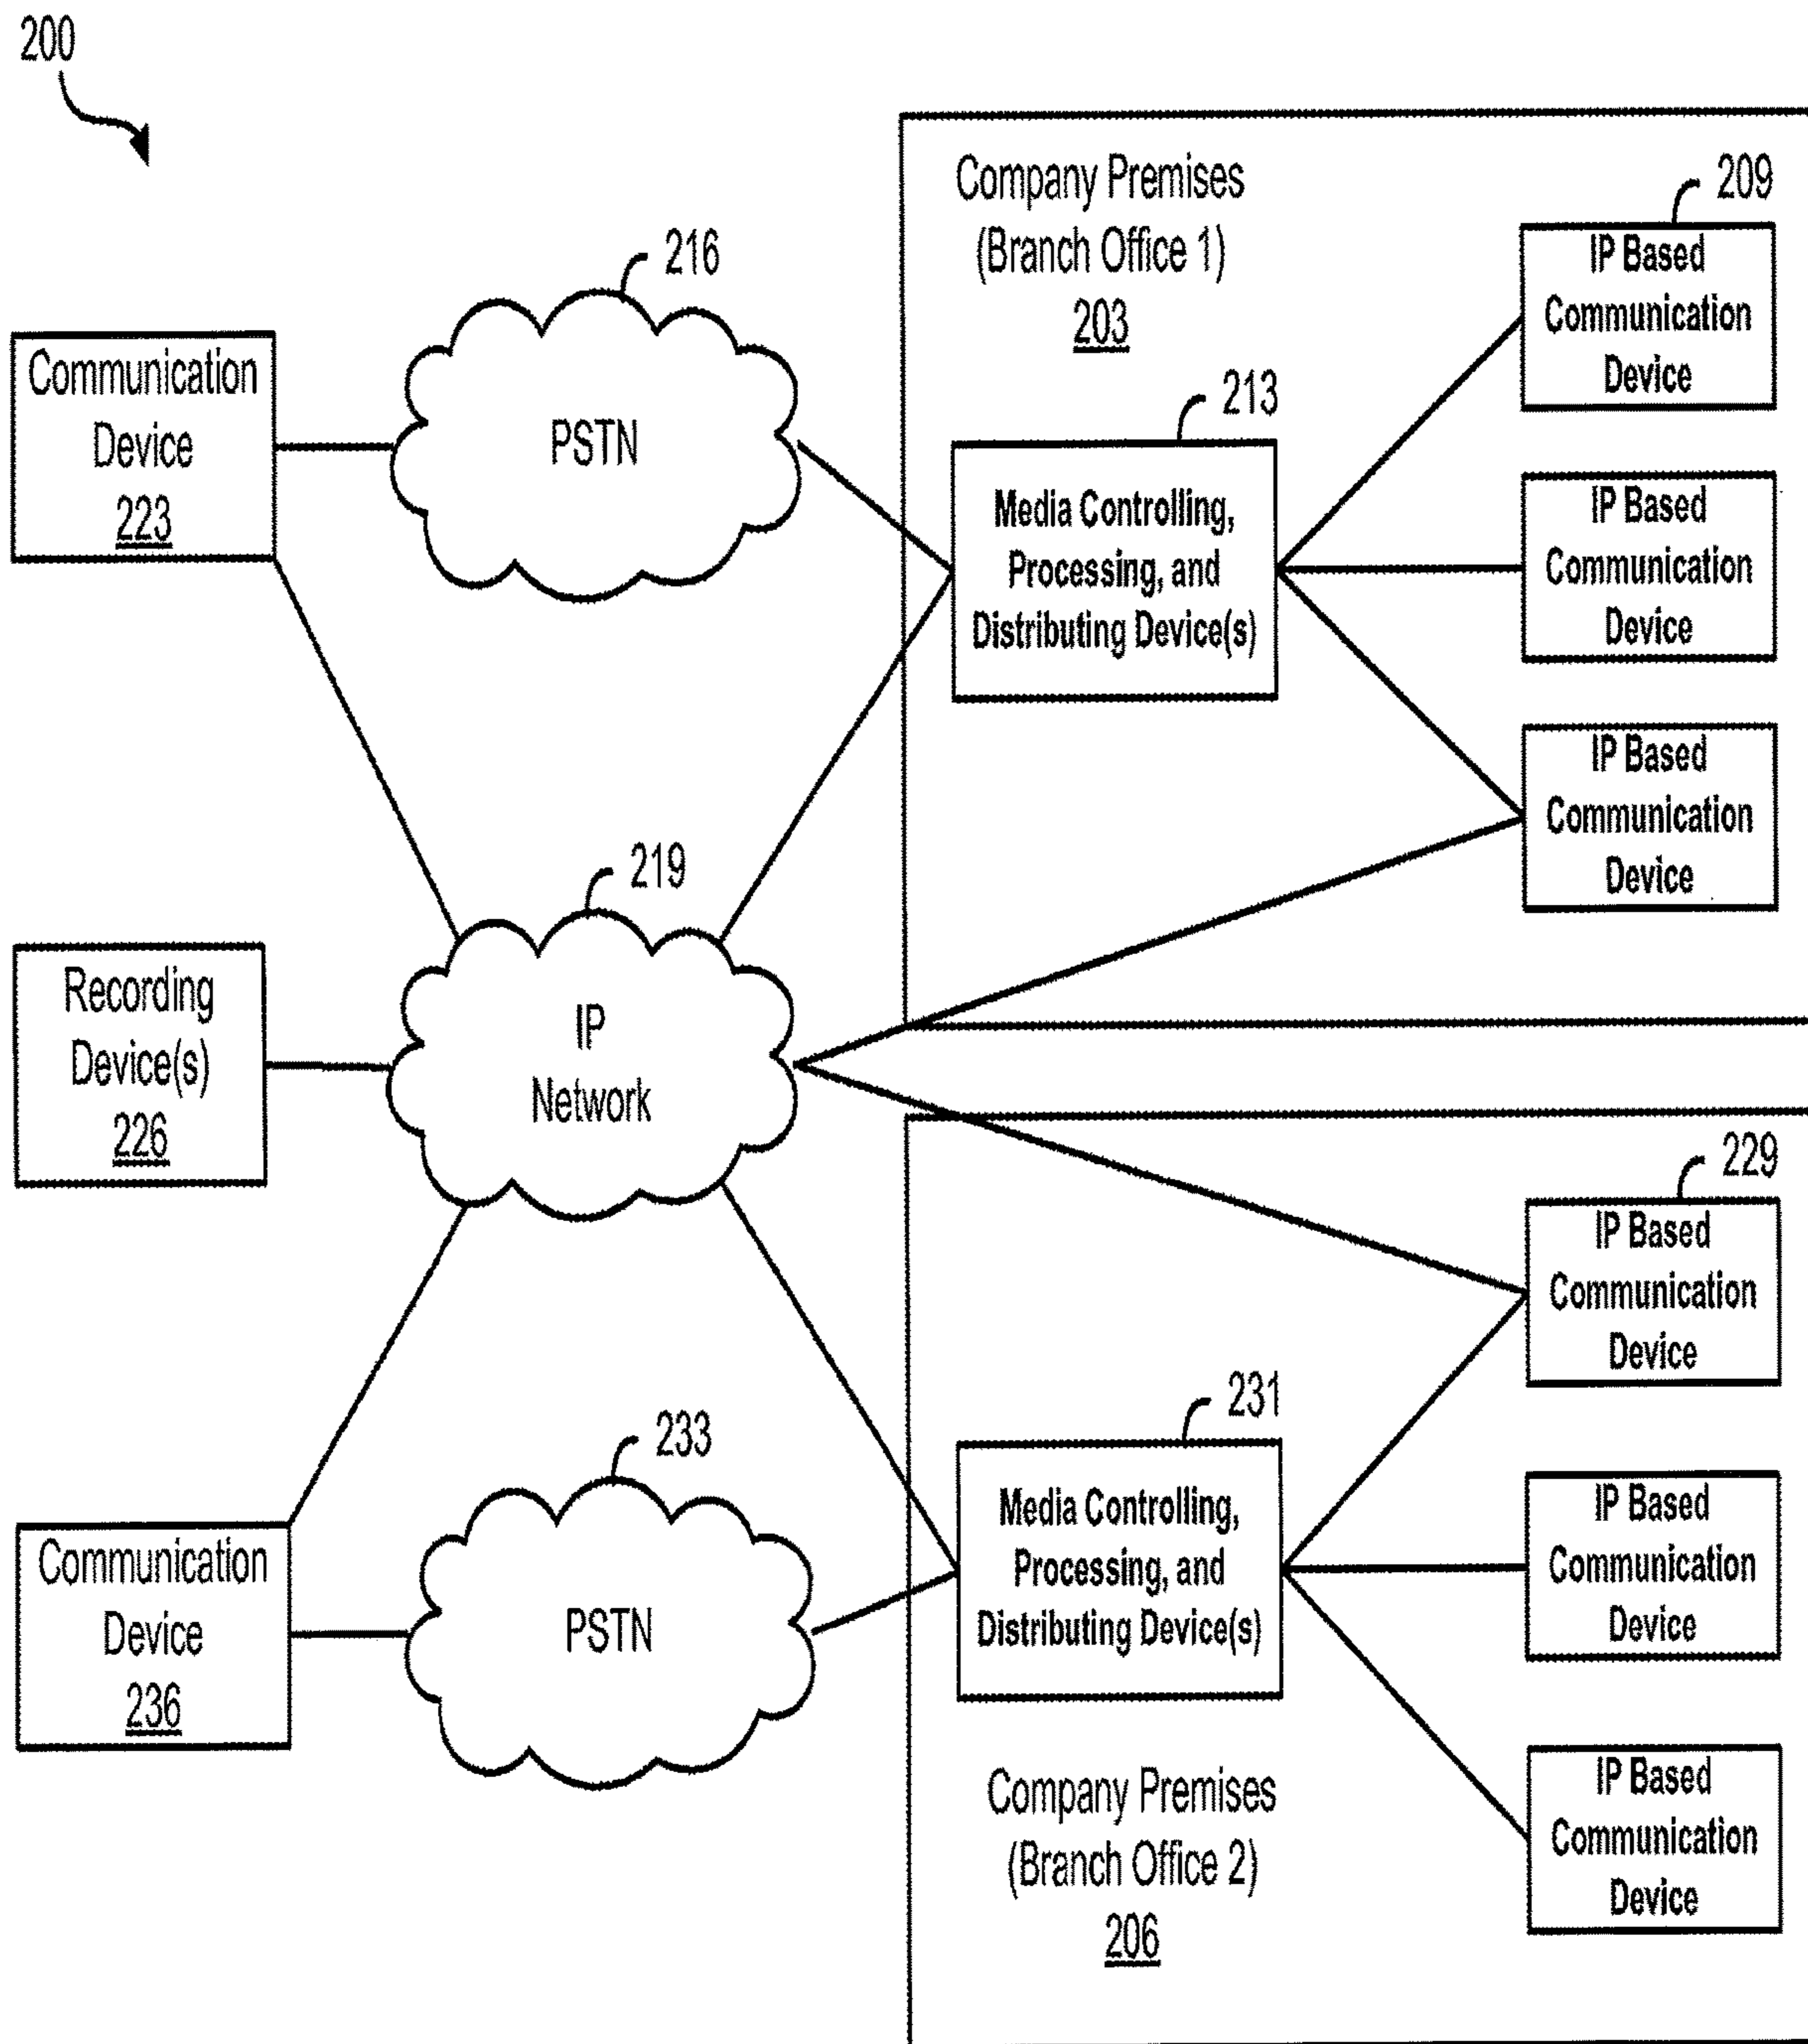 200
Company Premises
(Branch Office 1)
203
209
IP Based
Communication
Device
216
PSTN
Communication
Device
223
213
Media Controlling,
Processing, and
Distributing Device(s)
IP Based
Communication
Device
IP Based
Communication
Device
219
IP
Network
Recording
Device(s)
226
229
IP Based
Communication
Device
231
Media Controlling,
Processing, and
Distributing Device(s)
233
PSTN
Communication
Device
236
IP Based
Communication
Device
IP Based
Communication
Device
Company Premises
(Branch Office 2)
206